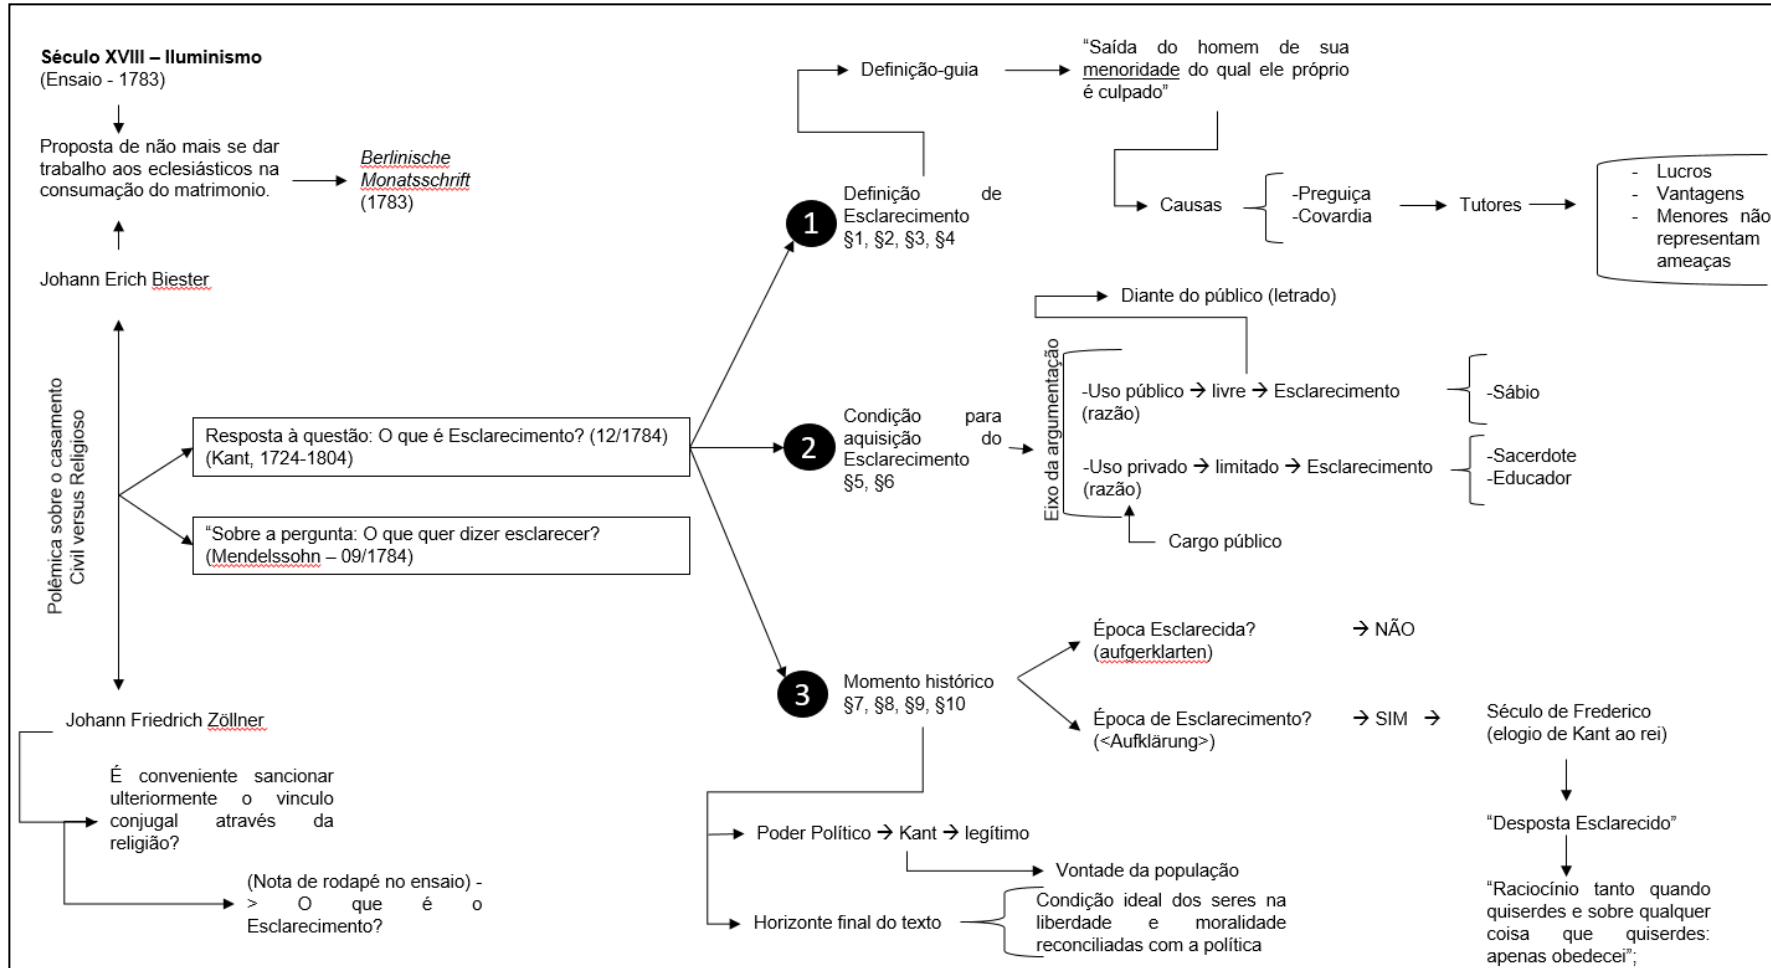 Século XVIII – Iluminismo
(Ensaio - 1783)
Proposta de não mais se dar
trabalho aos eclesiásticos na
consumação do matrimonio.
Berlinische
Monatsschrift
(1783)
Johann Erich Biester
Polêmica sobre o casamento
Civil versus Religioso
Resposta à questão: O que é Esclarecimento? (12/1784)
(Kant, 1724-1804)
“Sobre a pergunta: O que quer dizer esclarecer?
(Mendelssohn – 09/1784)
Johann Friedrich Zöllner
É conveniente sancionar
ulteriormente o vinculo
conjugal através da
religião?
(Nota de rodapé no ensaio) -
> O que é o
Esclarecimento?
1
Definição de
Esclarecimento
§1, §2, §3, §4
Definição-guia
“Saída do homem de sua
menoridade do qual ele próprio
é culpado”
Causas
-Preguiça
-Covardia
Tutores
- Lucros
- Vantagens
- Menores não
representam
ameaças
2
Condição para
aquisição do
Esclarecimento
§5, §6
Eixo da argumentação
Diante do público (letrado)
-Uso público → livre → Esclarecimento
(razão)
-Sábio
-Uso privado → limitado → Esclarecimento
(razão)
-Sacerdote
-Educador
Cargo público
3
Momento histórico
§7, §8, §9, §10
Época Esclarecida? → NÃO
(aufgerklarten)
Época de Esclarecimento? → SIM →
(<Aufklärung>)
Século de Frederico
(elogio de Kant ao rei)
“Desposta Esclarecido”
“Raciocínio tanto quando
quiserdes e sobre qualquer
coisa que quiserdes:
apenas obedecei”;
Poder Político → Kant → legítimo
Vontade da população
Horizonte final do texto
Condição ideal dos seres na
liberdade e moralidade
reconciliadas com a política